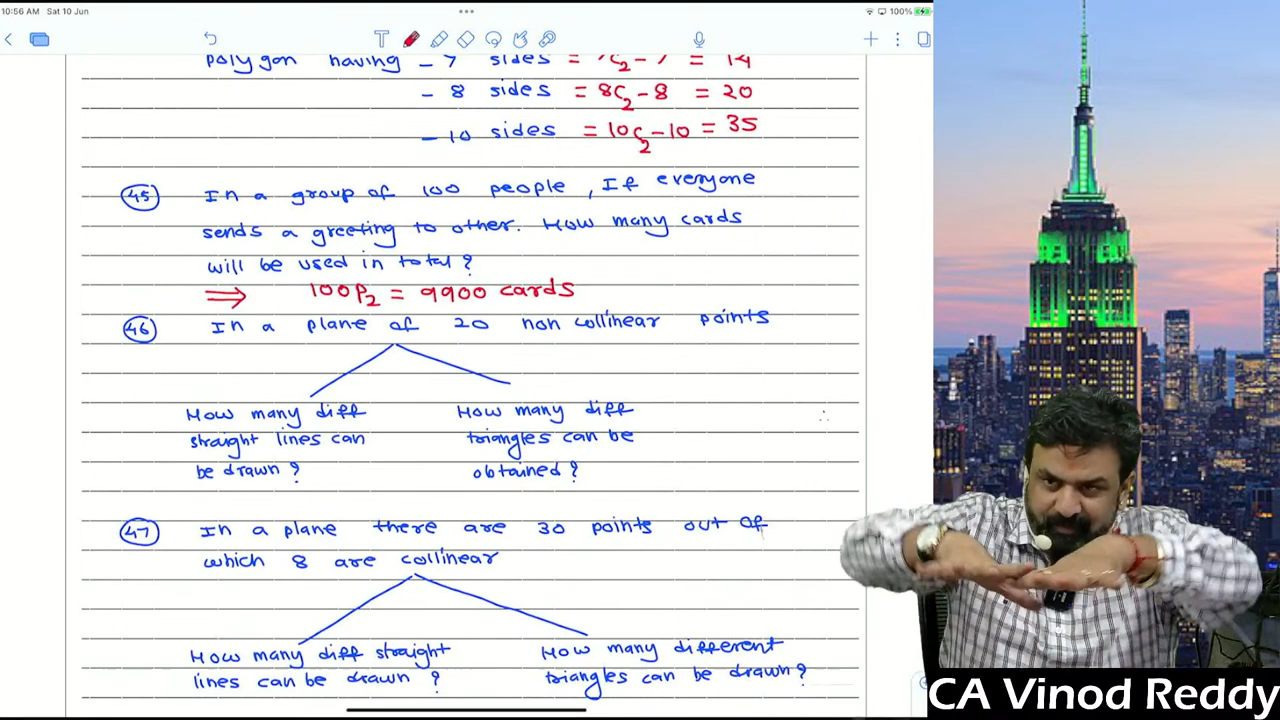 10:56 AM Sat 10 Jun
100%
polygon having – 7 sides = 7C2 – 7 = 14
– 8 sides = 8C2 – 8 = 20
– 10 sides = 10C2 – 10 = 35
45 In a group of 100 people, If everyone
sends a greeting to other. How many cards
will be used in total?
⇒ 100P2 = 9900 cards
46 In a plane of 20 non collinear points
How many diff
straight lines can
be drawn?
How many diff
triangles can be
obtained?
47 In a plane there are 30 points out of
which 8 are collinear
How many diff straight
lines can be drawn?
How many different
triangles can be drawn?
CA Vinod Reddy